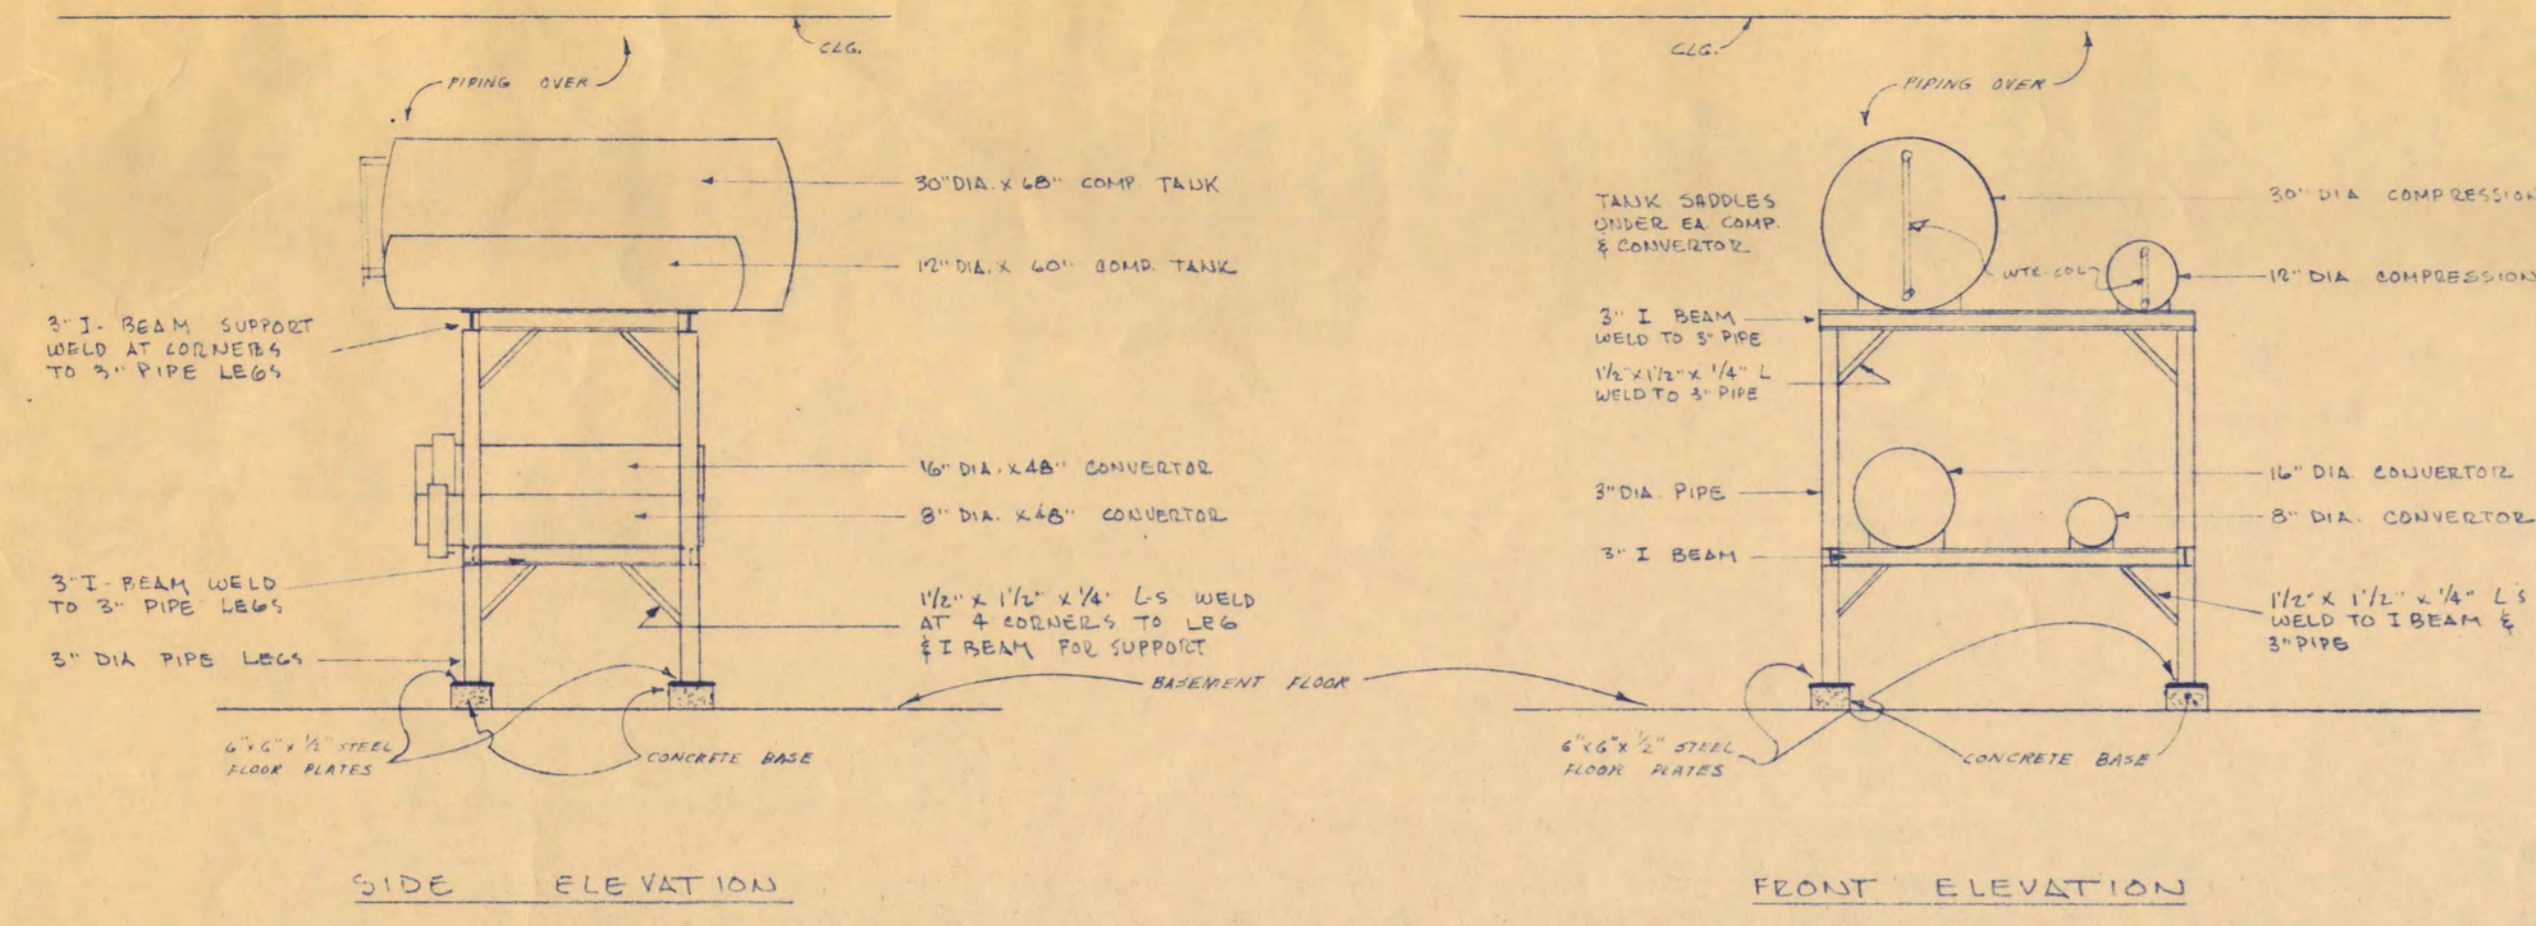 CLG.
PIPING OVER
30" DIA. X 68" COMP. TANK
12" DIA. X 60" COMP. TANK
3" I-BEAM SUPPORT
WELD AT CORNERS
TO 3" PIPE LEGS
16" DIA. X 48" CONVERTOR
8" DIA. X 48" CONVERTOR
3" I-BEAM WELD
TO 3" PIPE LEGS
1 1/2" X 1 1/2" X 1/4" L-S WELD
AT 4 CORNERS TO LEG
& I BEAM FOR SUPPORT
3" DIA PIPE LEGS
BASEMENT FLOOR
6" x 6" x 1/2" STEEL
FLOOR PLATES
CONCRETE BASE
SIDE ELEVATION
CLG.
PIPING OVER
TANK SADDLES
UNDER EA. COMP.
& CONVERTOR
30" DIA COMPRESSION
WTR. COL
12" DIA COMPRESSION
3" I BEAM
WELD TO 3" PIPE
1 1/2" X 1 1/2" X 1/4" L
WELD TO 3" PIPE
3" DIA. PIPE
16" DIA. CONVERTOR
8" DIA. CONVERTOR
3" I BEAM
1 1/2" X 1 1/2" X 1/4" L'S
WELD TO I BEAM &
3" PIPE
6" x 6" x 1/2" STEEL
FLOOR PLATES
CONCRETE BASE
FRONT ELEVATION